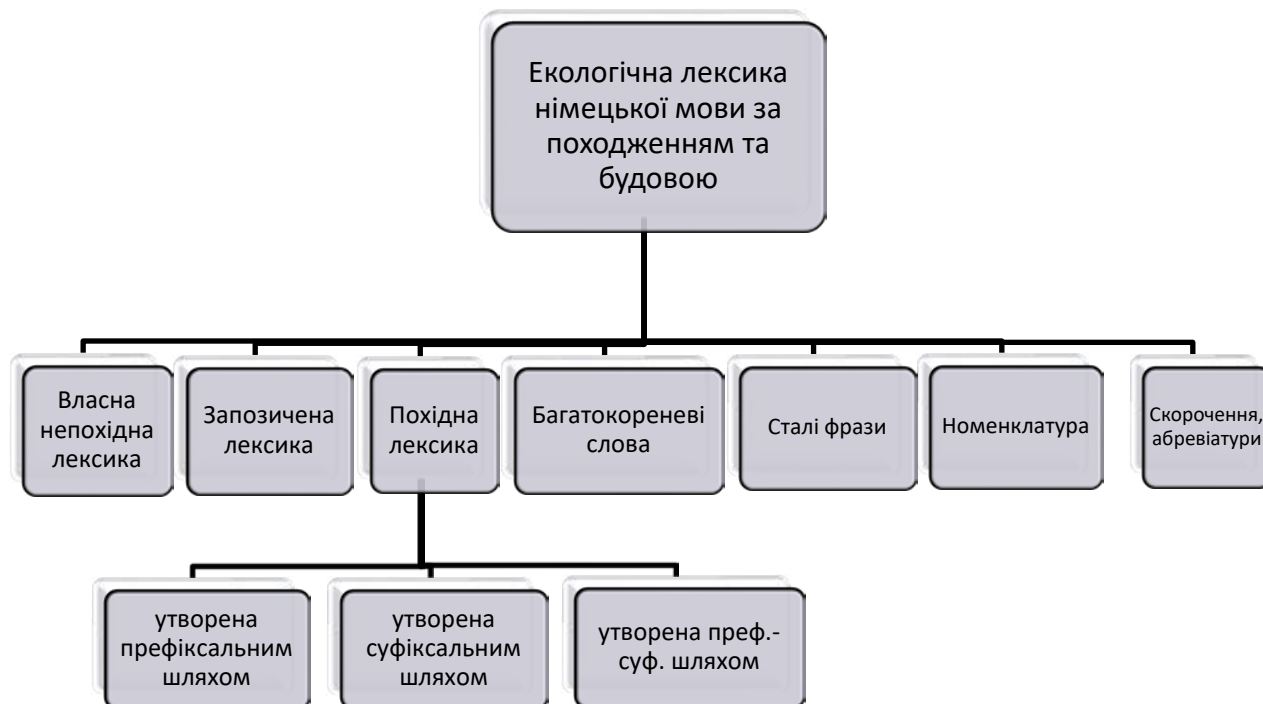 Екологічна лексика
німецької мови за
походженням та
будовою
Власна
непохідна
лексика
Запозичена
лексика
Похідна
лексика
Багатокореневі
слова
Сталі фрази
Номенклатура
Скорочення,
абревіатури
утворена
префіксальним
шляхом
утворена
суфіксальним
шляхом
утворена преф.-
суф. шляхом